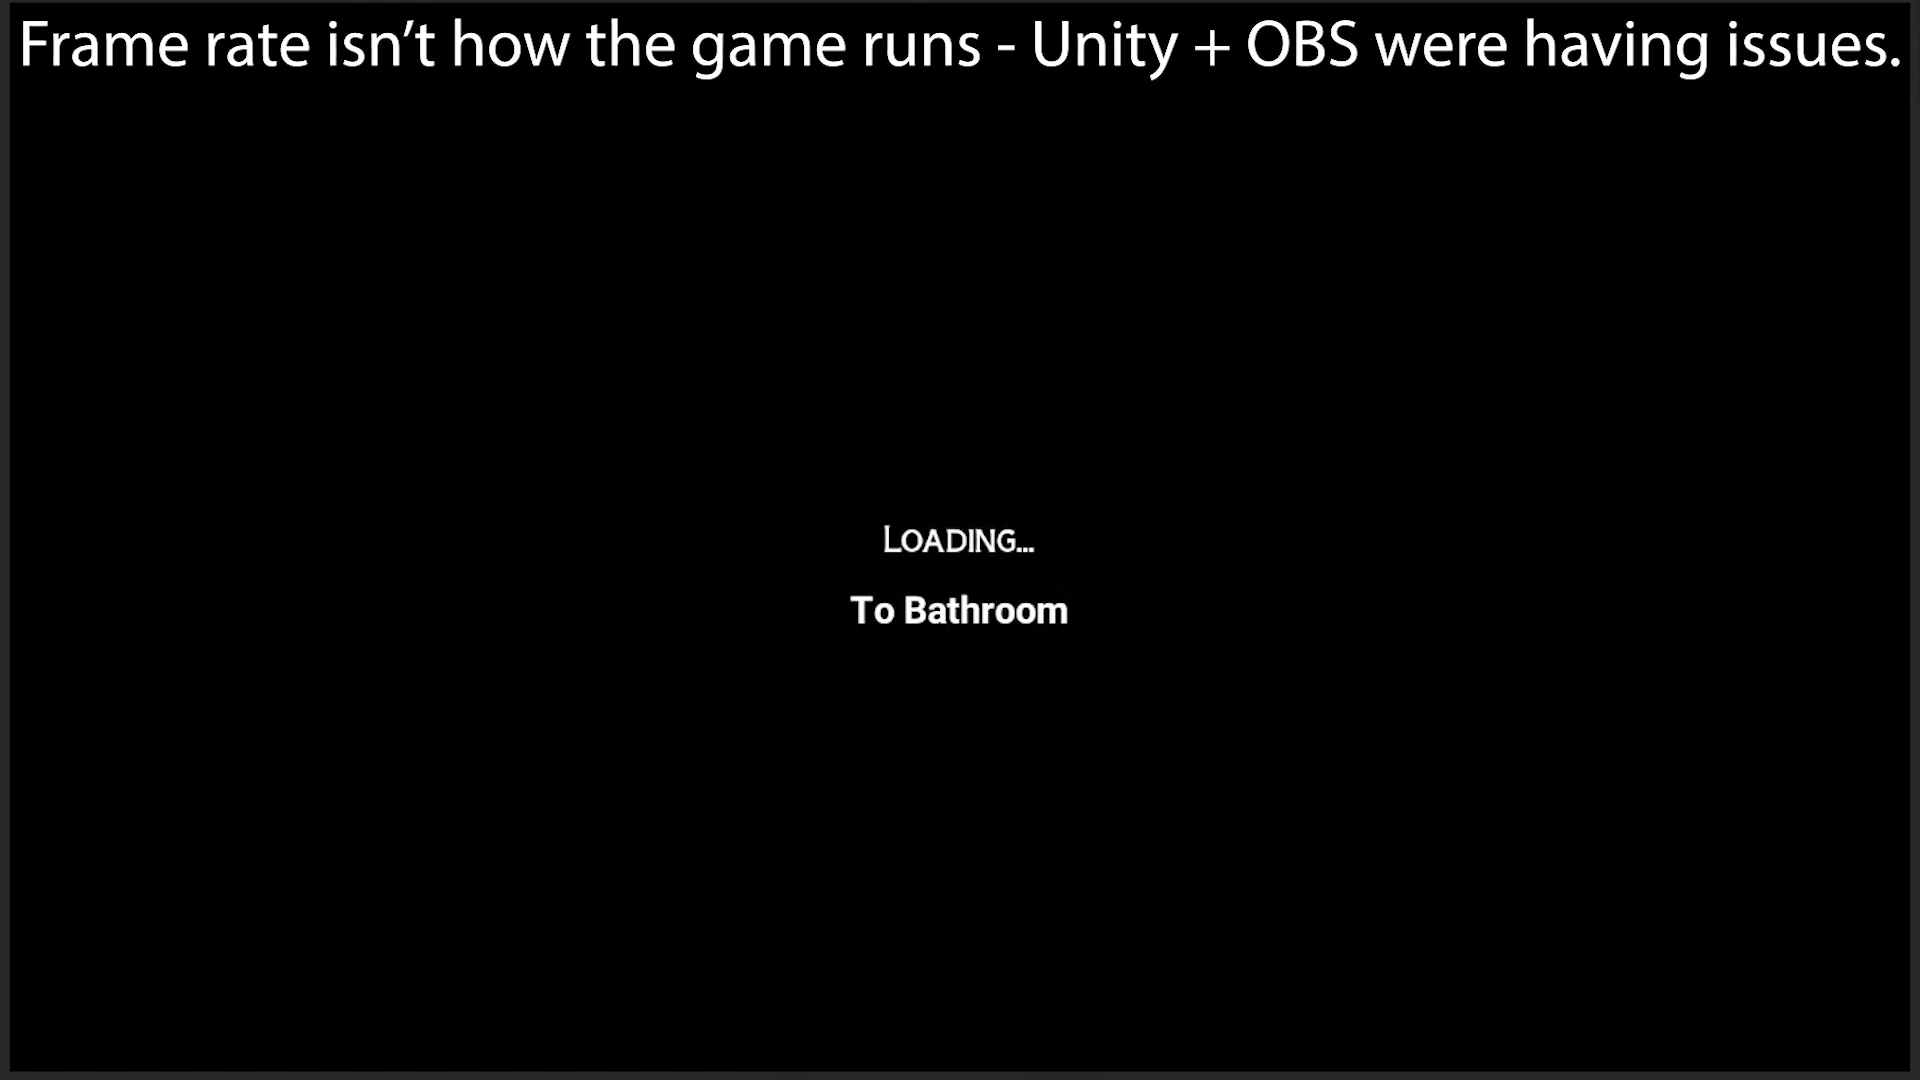 Frame rate isn’t how the game runs - Unity + OBS were having issues.
LOADING...
To Bathroom